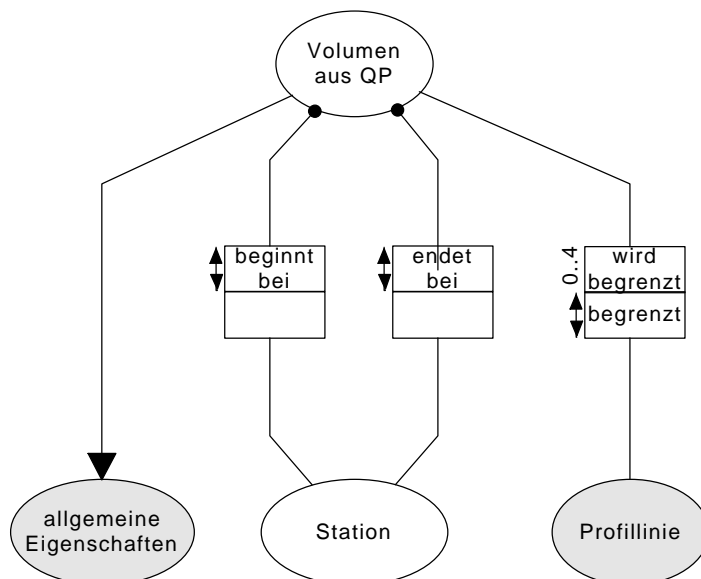 Volumen
aus QP
beginnt
bei
endet
bei
0..4
wird
begrenzt
begrenzt
allgemeine
Eigenschaften
Station
Profillinie